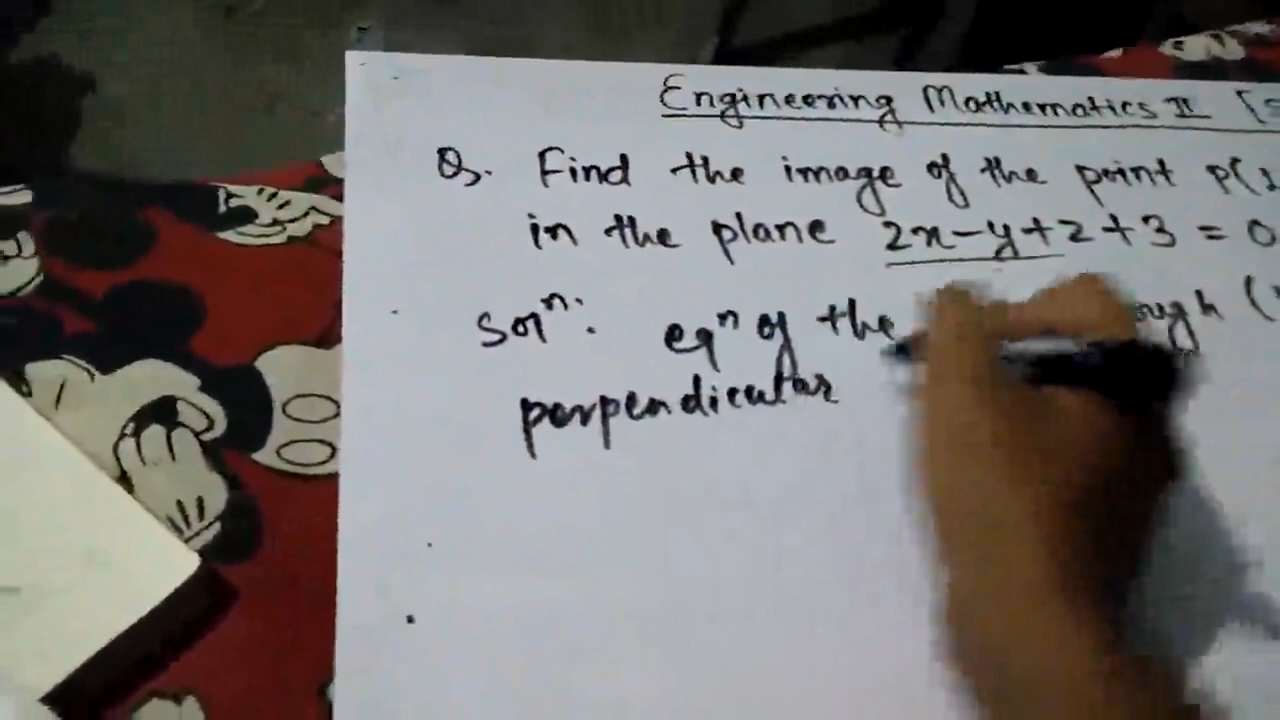 Engineering Mathematics II [
Q. Find the image of the point P(1
in the plane 2x-y+z+3=0
Solⁿ: eqⁿ of the (
perpendicular